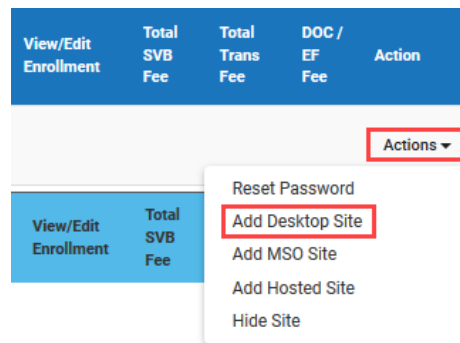 View/Edit
Enrollment
Total
SVB
Fee
Total
Trans
Fee
DOC /
EF
Fee
Action
Actions
Reset Password
Add Desktop Site
Add MSO Site
Add Hosted Site
Hide Site
View/Edit
Enrollment
Total
SVB
Fee